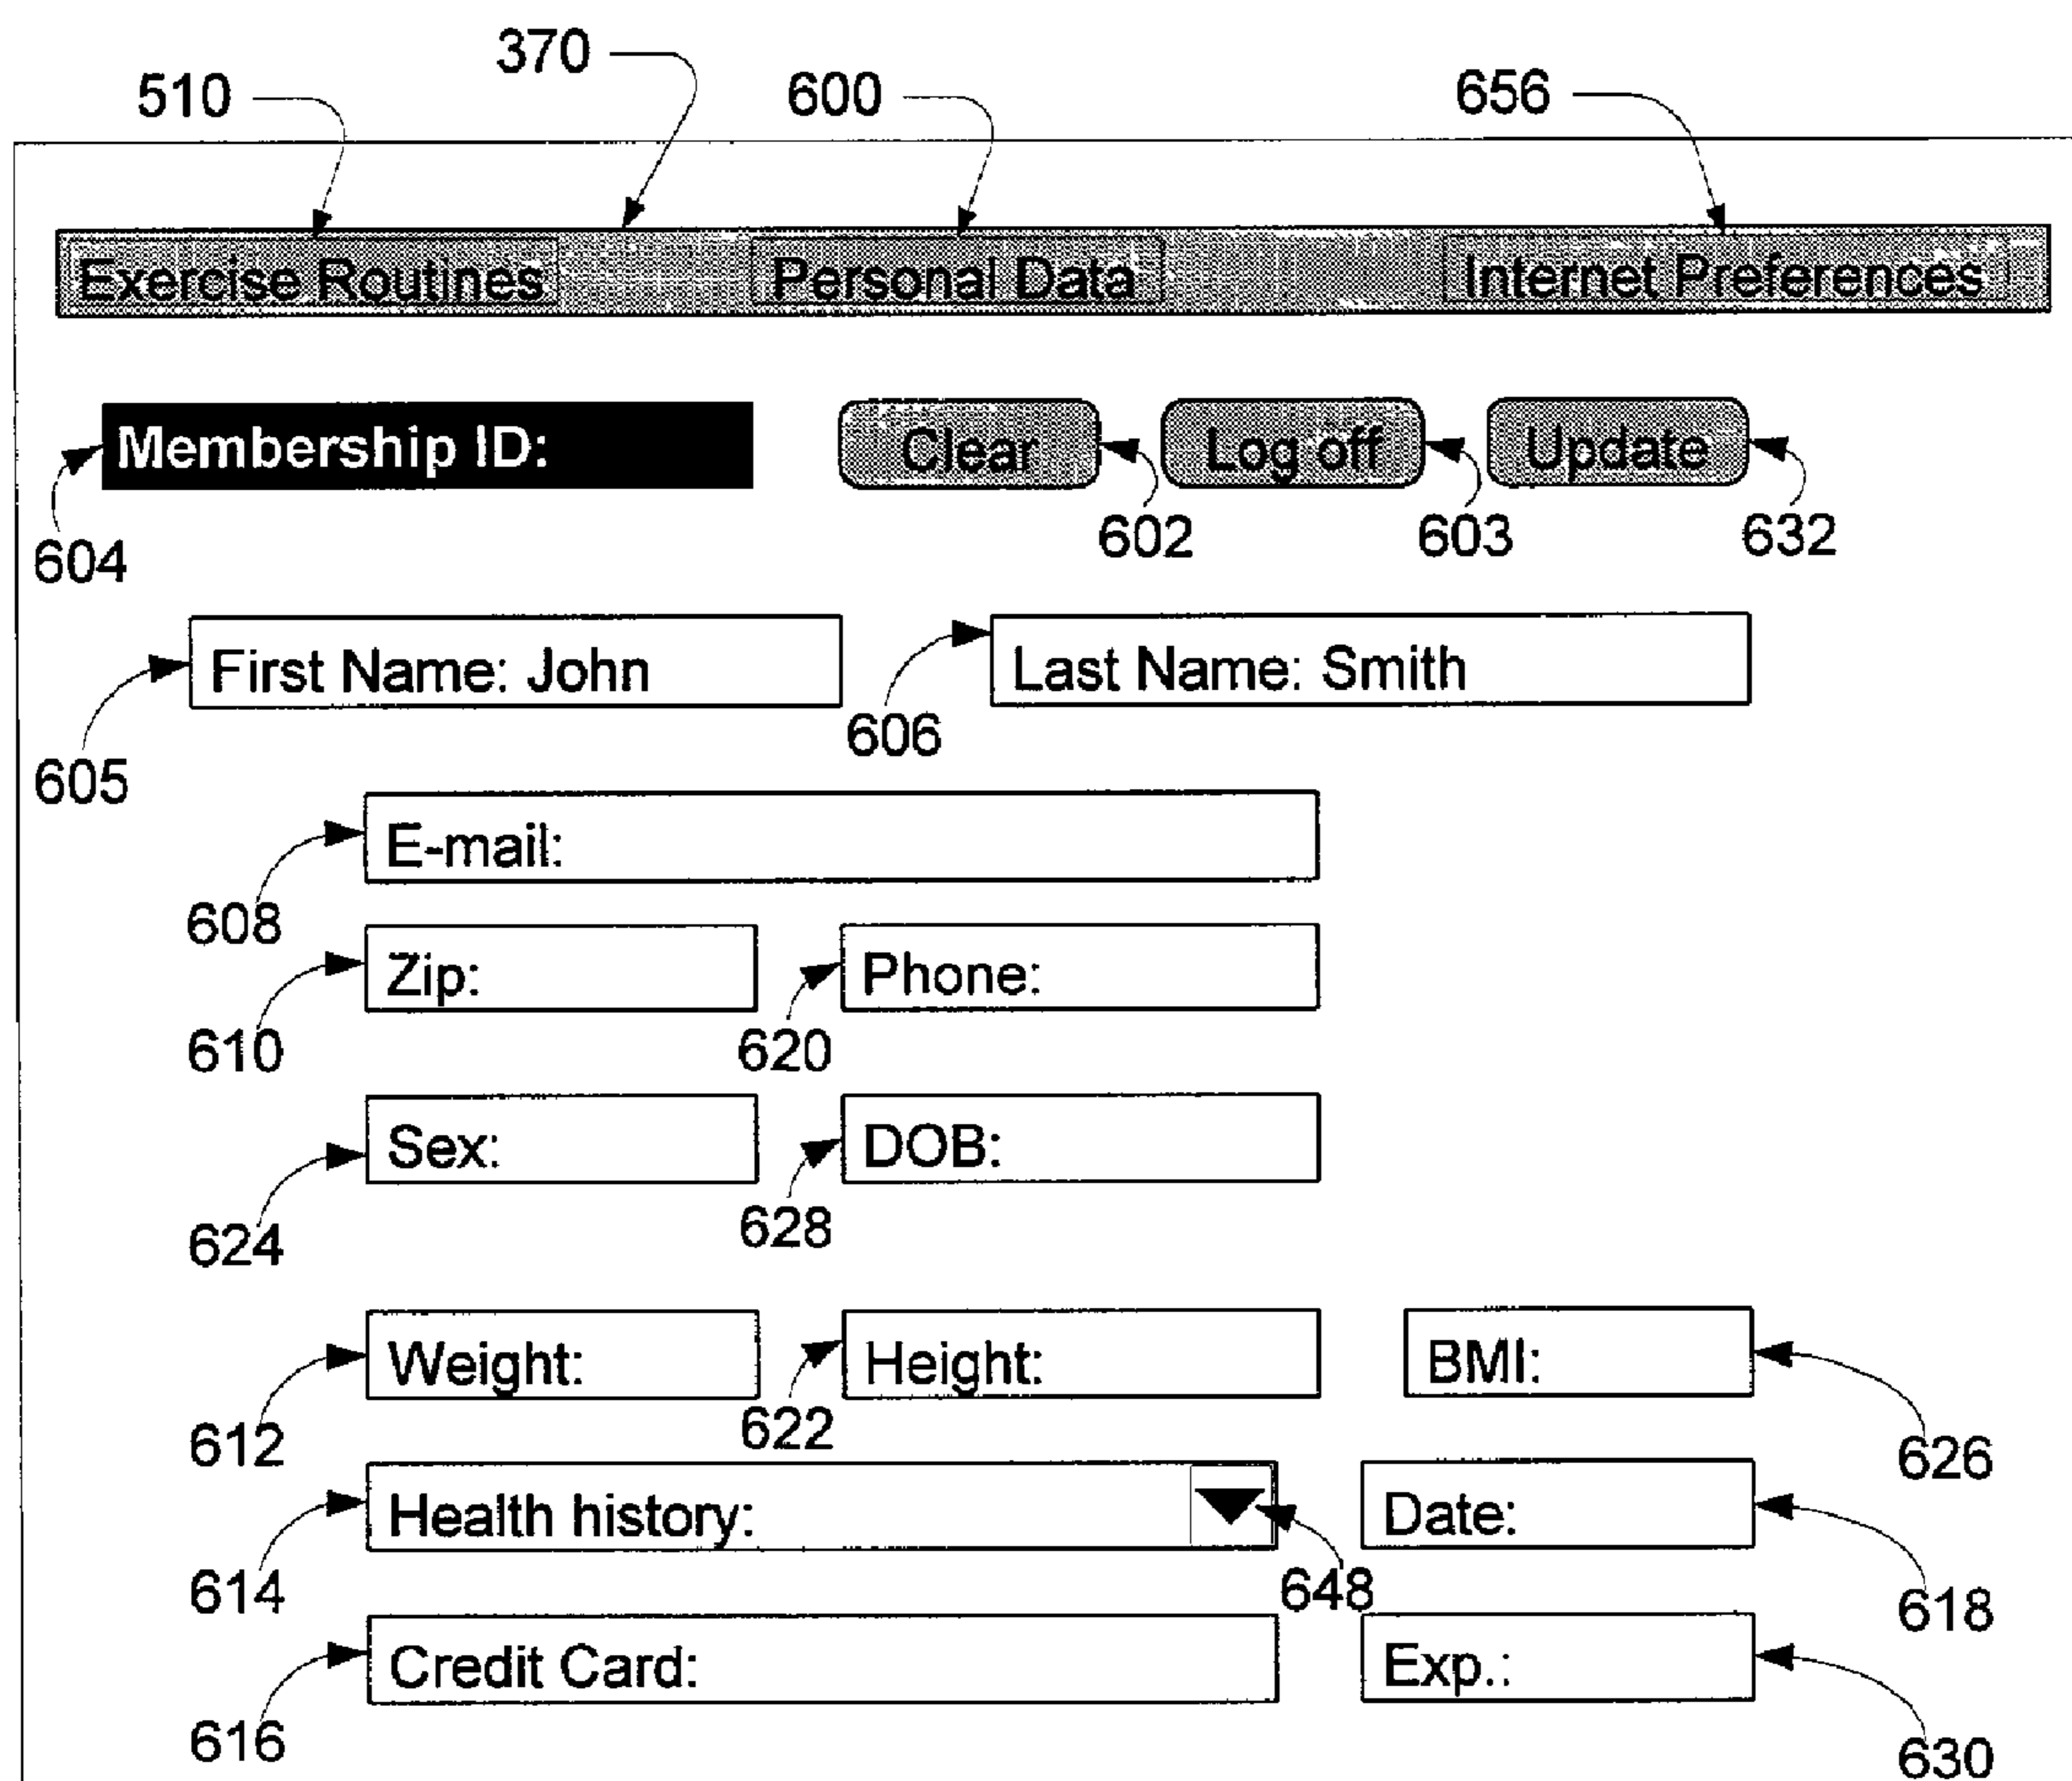 370
510 600 656
Exercise Routines Personal Data Internet Preferences
Membership ID: Clear Log off Update
604 602 603 632
First Name: John Last Name: Smith
605 606
E-mail:
608
Zip: Phone:
610 620
Sex: DOB:
624 628
Weight: Height: BMI:
612 622 626
Health history: Date:
614 648 618
Credit Card: Exp.:
616 630